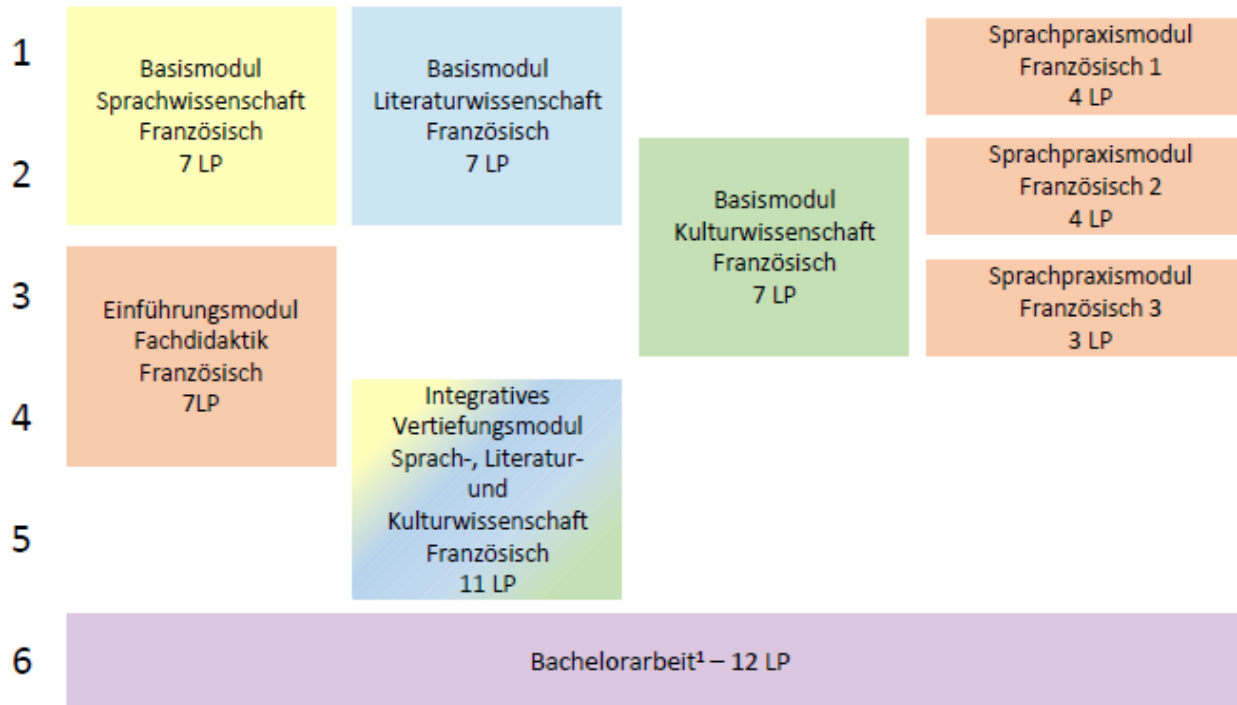 1
Basismodul
Sprachwissenschaft
Französisch
7 LP
Basismodul
Literaturwissenschaft
Französisch
7 LP
Sprachpraxismodul
Französisch 1
4 LP
2
Basismodul
Kulturwissenschaft
Französisch
7 LP
Sprachpraxismodul
Französisch 2
4 LP
3
Einführungsmodul
Fachdidaktik
Französisch
7LP
Sprachpraxismodul
Französisch 3
3 LP
4
Integratives
Vertiefungsmodul
Sprach-, Literatur-
und
Kulturwissenschaft
Französisch
11 LP
5
6
Bachelorarbeit¹ – 12 LP